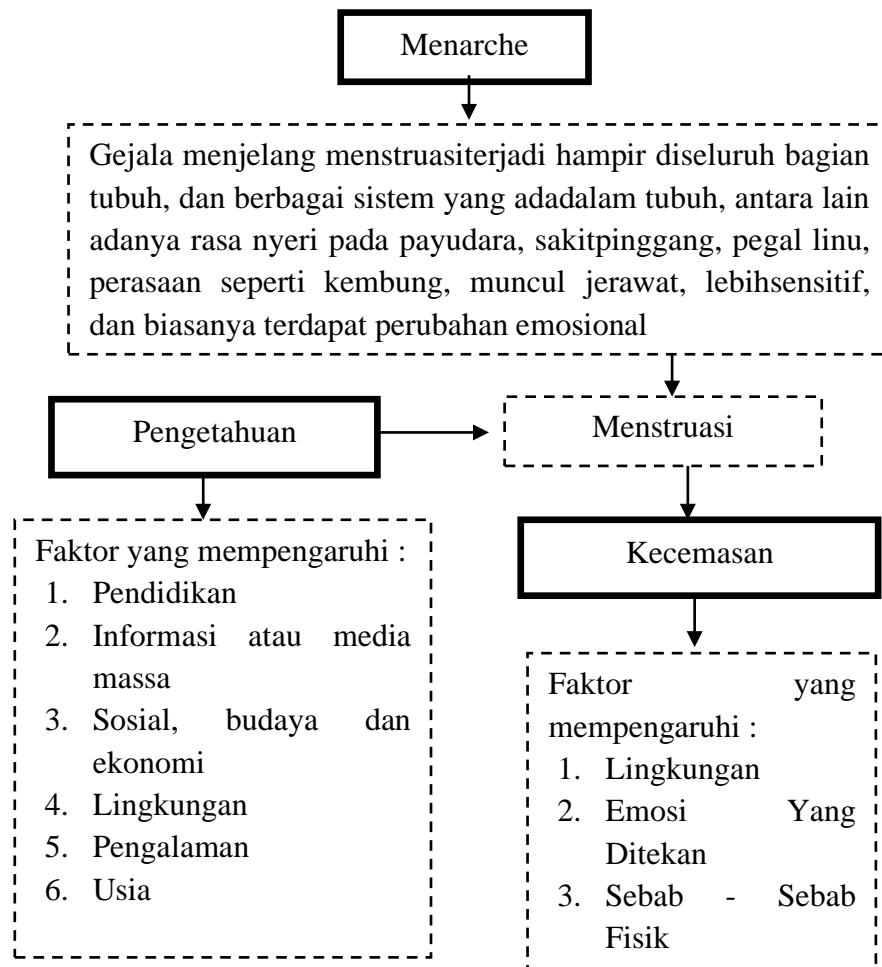 Menarche
Gejala menjelang menstruasiterjadi hampir diseluruh bagian
tubuh, dan berbagai sistem yang adadalam tubuh, antara lain
adanya rasa nyeri pada payudara, sakitpinggang, pegal linu,
perasaan seperti kembung, muncul jerawat, lebihsensitif,
dan biasanya terdapat perubahan emosional
Pengetahuan
Menstruasi
Faktor yang mempengaruhi :
1. Pendidikan
2. Informasi atau media
massa
3. Sosial, budaya dan
ekonomi
4. Lingkungan
5. Pengalaman
6. Usia
Kecemasan
Faktor yang
mempengaruhi :
1. Lingkungan
2. Emosi Yang
Ditekan
3. Sebab - Sebab
Fisik